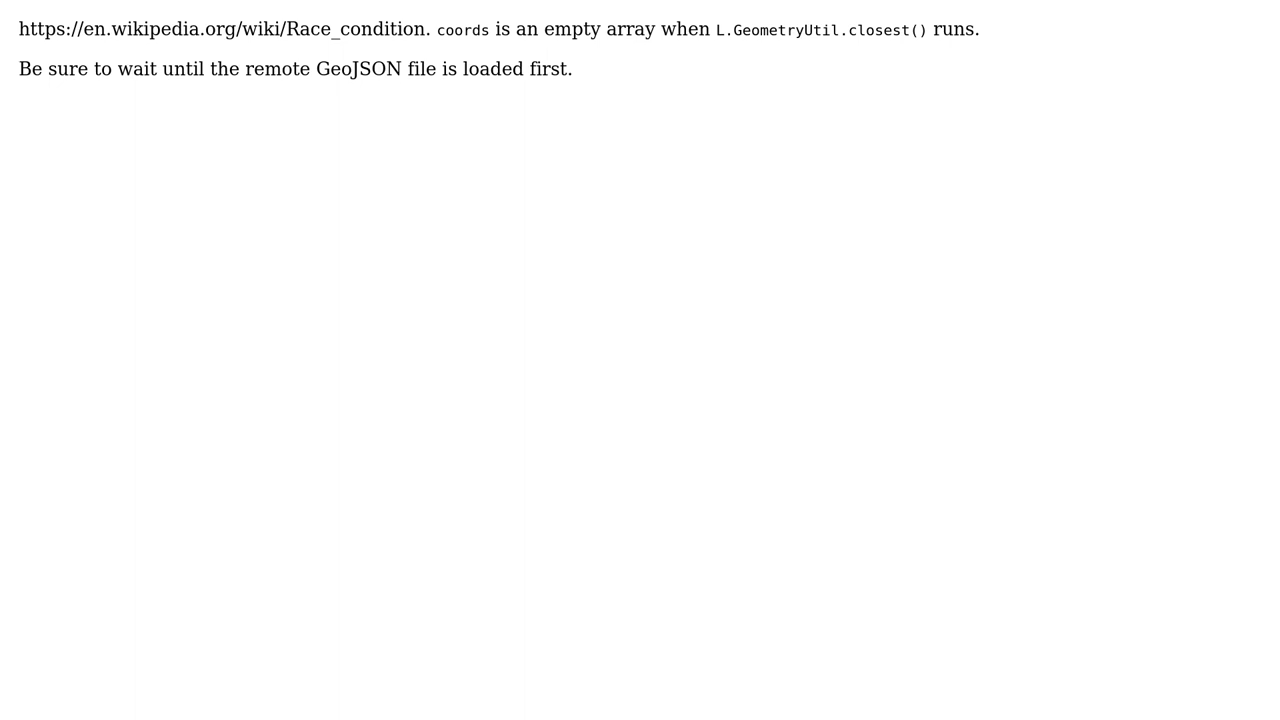 https://en.wikipedia.org/wiki/Race_condition. coords is an empty array when L.GeometryUtil.closest() runs.
Be sure to wait until the remote GeoJSON file is loaded first.